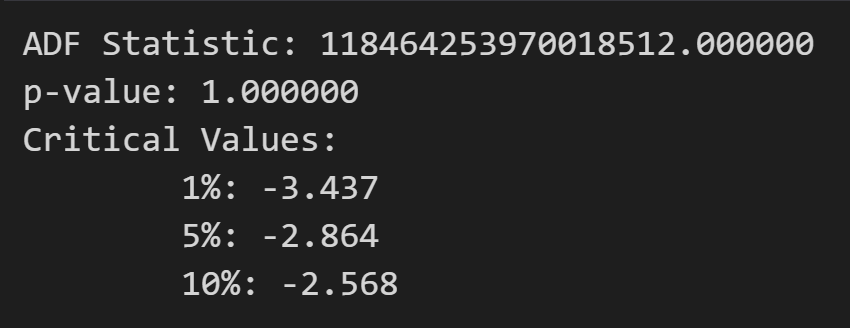 ADF Statistic: 118464253970018512.000000
p-value: 1.000000
Critical Values:
1%: -3.437
5%: -2.864
10%: -2.568